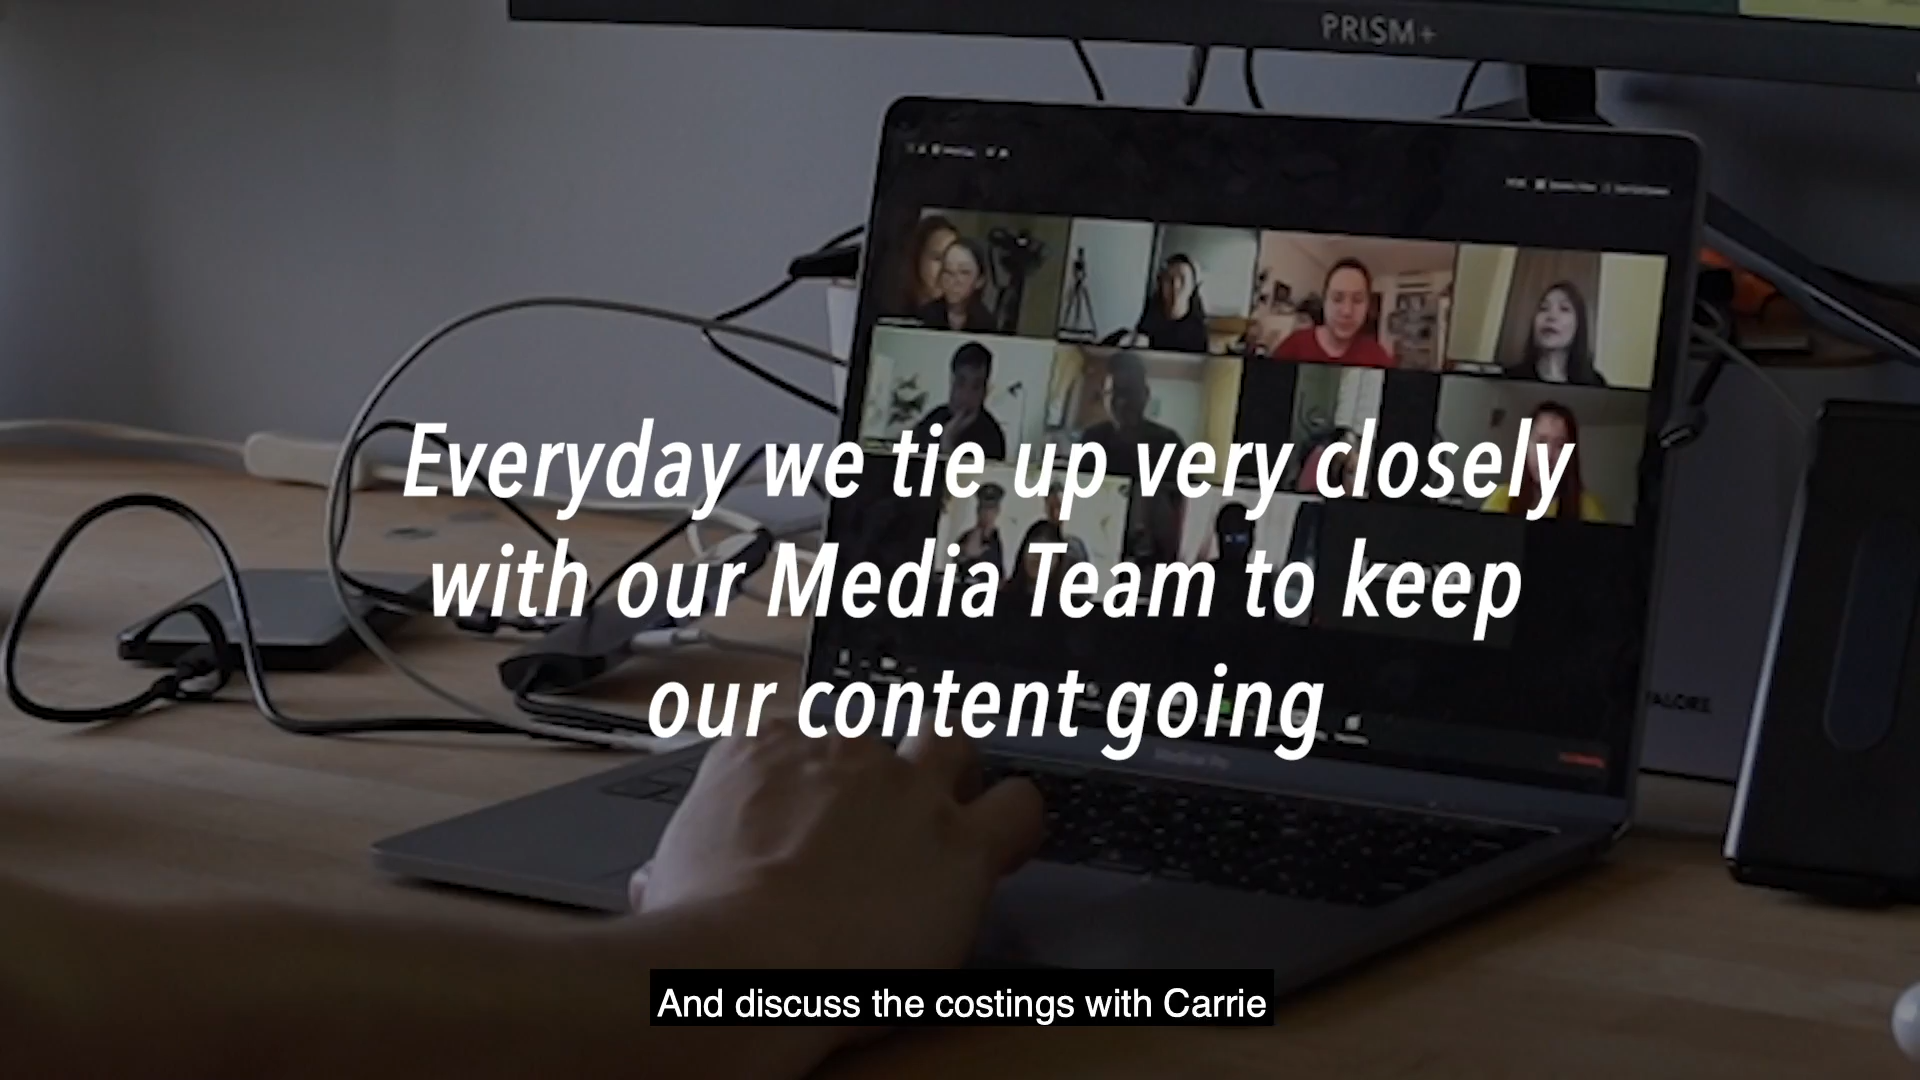 PRISM+
Everyday we tie up very closely
with our Media Team to keep
our content going
VALORE
And discuss the costings with Carrie